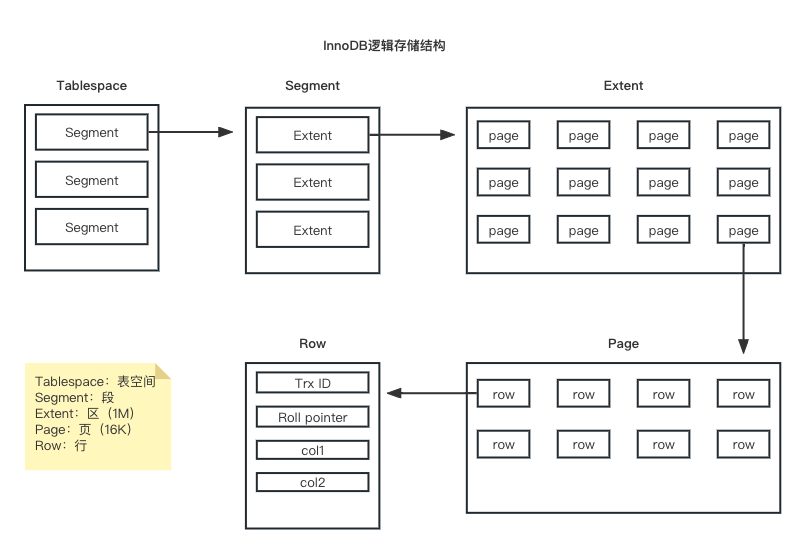 InnoDB逻辑存储结构
Tablespace
Segment
Segment
Segment
Segment
Extent
Extent
Extent
Extent
page page page page
page page page page
page page page page
Row
Trx ID
Roll pointer
col1
col2
Page
row row row row
row row row row
Tablespace：表空间
Segment：段
Extent：区（1M）
Page：页（16K）
Row：行